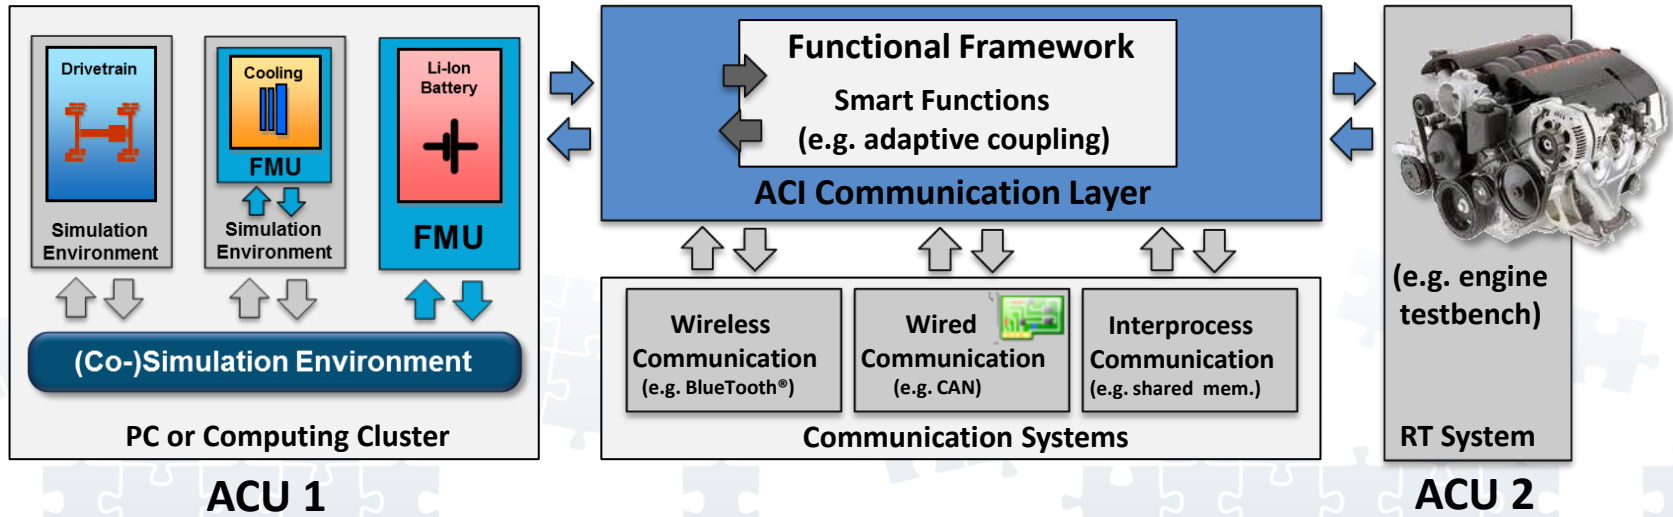 Drivetrain
Simulation
Environment
Cooling
FMU
Simulation
Environment
Li-Ion
Battery
FMU
(Co-)Simulation Environment
PC or Computing Cluster
ACU 1
Functional Framework
Smart Functions
(e.g. adaptive coupling)
ACI Communication Layer
Wireless
Communication
(e.g. BlueTooth®)
Wired
Communication
(e.g. CAN)
Interprocess
Communication
(e.g. shared mem.)
Communication Systems
(e.g. engine
testbench)
RT System
ACU 2